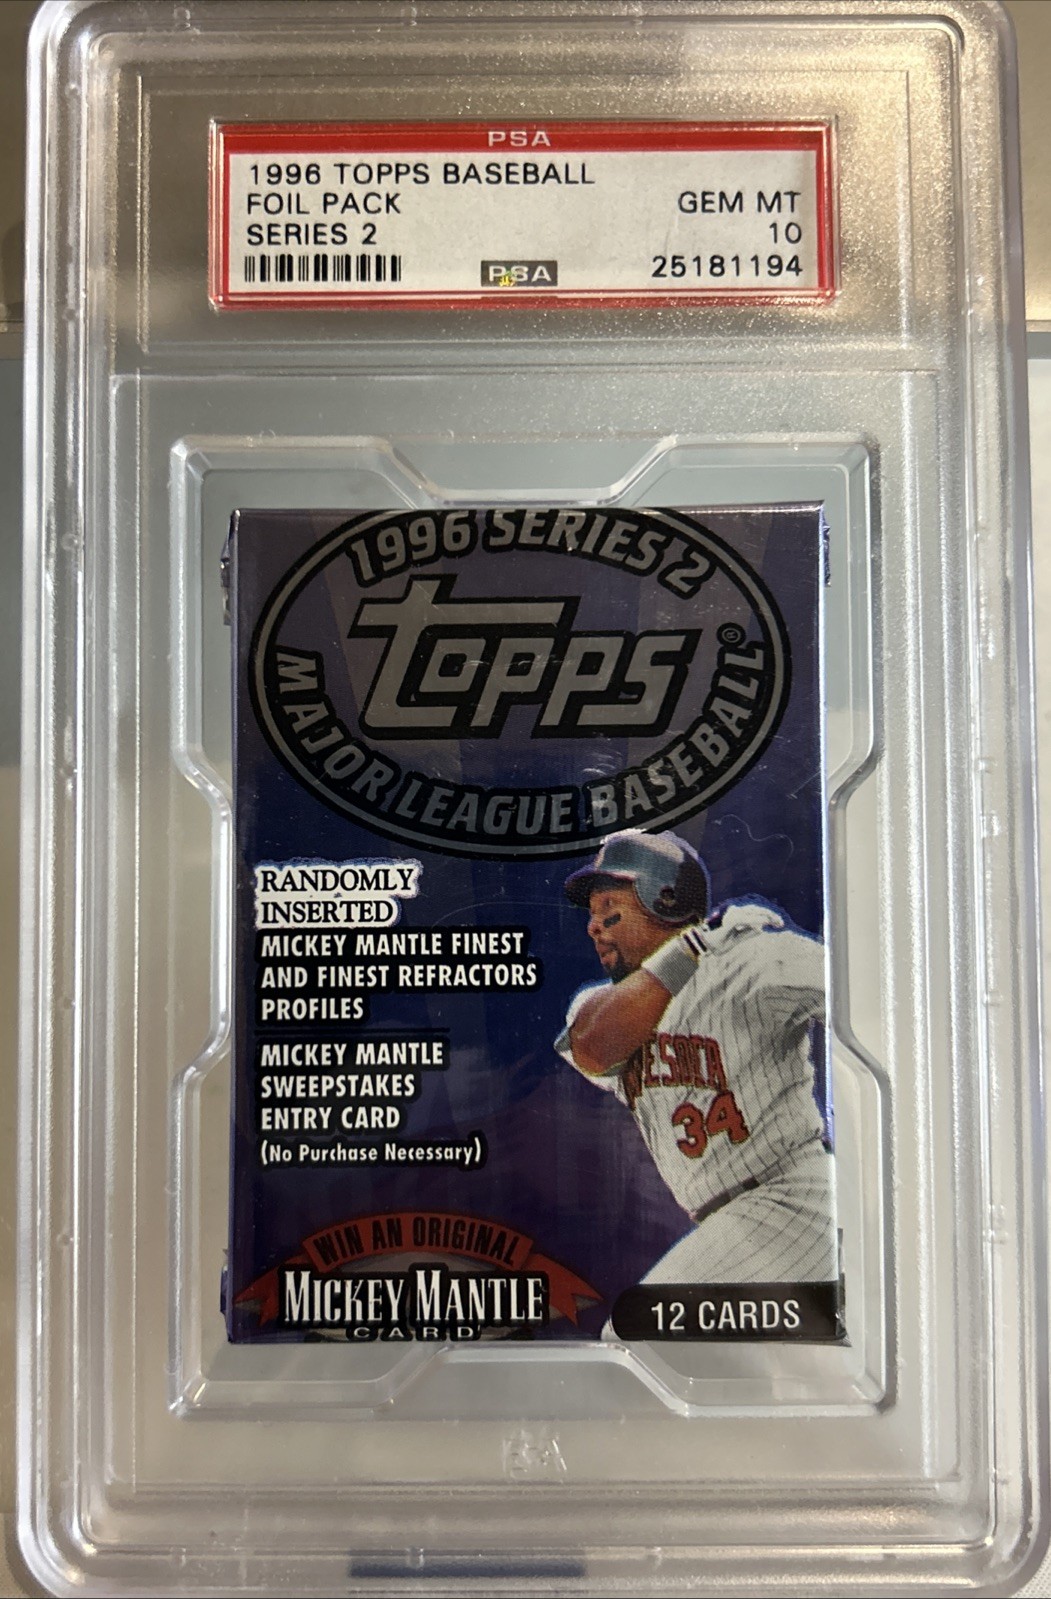 PSA
1996 TOPPS BASEBALL
FOIL PACK
GEM MT
SERIES 2
10
PSA
25181194
1996 SERIES 2
topps
MAJOR LEAGUE BASEBALL®
RANDOMLY
INSERTED
MICKEY MANTLE FINEST
AND FINEST REFRACTORS
PROFILES
MICKEY MANTLE
SWEEPSTAKES
ENTRY CARD
(No Purchase Necessary)
34
WIN AN ORIGINAL
MICKEY MANTLE
CARD
12 CARDS
PSA